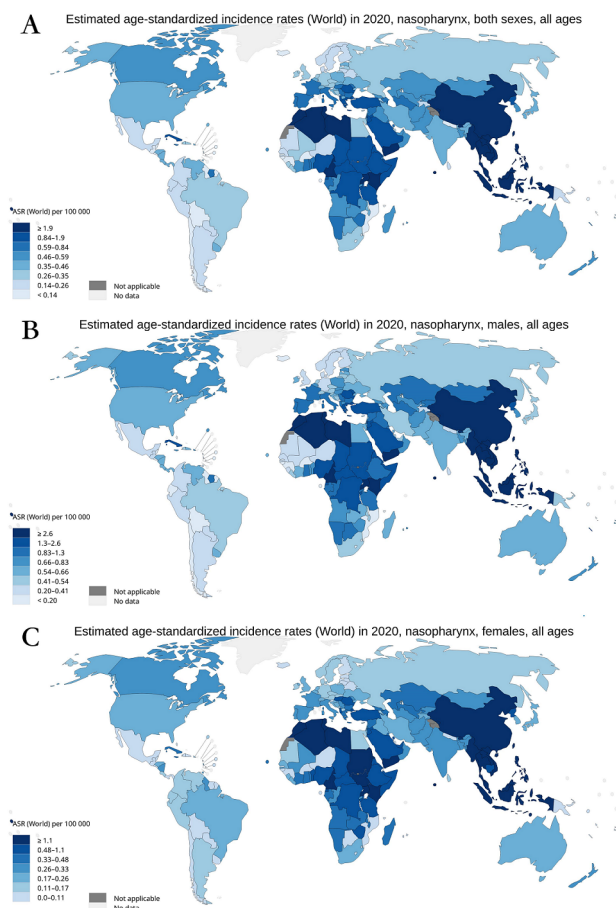 A
Estimated age-standardized incidence rates (World) in 2020, nasopharynx, both sexes, all ages
ASR (World) per 100 000
≥ 1.9
0.84–1.9
0.59–0.84
0.46–0.59
0.35–0.46
0.26–0.35
0.14–0.26
< 0.14
Not applicable
No data
B
Estimated age-standardized incidence rates (World) in 2020, nasopharynx, males, all ages
ASR (World) per 100 000
≥ 2.6
1.3–2.6
0.83–1.3
0.66–0.83
0.54–0.66
0.41–0.54
0.20–0.41
< 0.20
Not applicable
No data
C
Estimated age-standardized incidence rates (World) in 2020, nasopharynx, females, all ages
ASR (World) per 100 000
≥ 1.1
0.48–1.1
0.33–0.48
0.26–0.33
0.17–0.26
0.11–0.17
0.0–0.11
Not applicable
No data